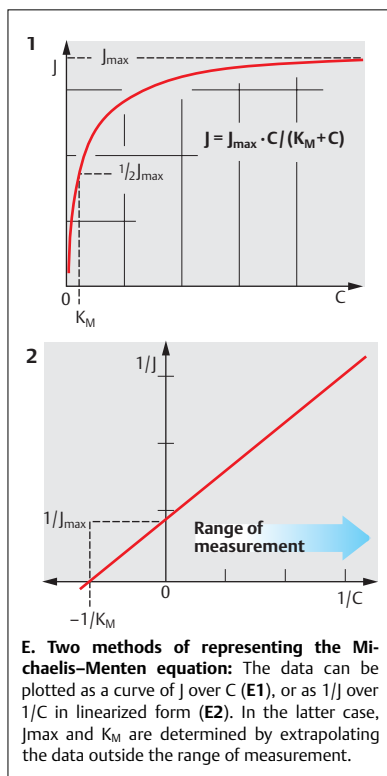 1
J
Jmax
J = Jmax · C / (KM + C)
1/2 Jmax
0
C
KM
2
1/J
1/Jmax
Range of
measurement
0
1/C
–1/KM
E. Two methods of representing the Mi-
chaelis–Menten equation: The data can be
plotted as a curve of J over C (E1), or as 1/J over
1/C in linearized form (E2). In the latter case,
Jmax and KM are determined by extrapolating
the data outside the range of measurement.